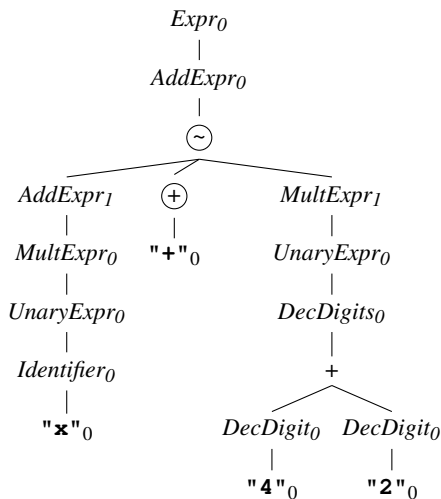 Expr0
AddExpr0
~
AddExpr1 + MultExpr1
MultExpr0 "+"0 UnaryExpr0
UnaryExpr0 DecDigits0
Identifier0 +
"x"0 DecDigit0 DecDigit0
"4"0 "2"0